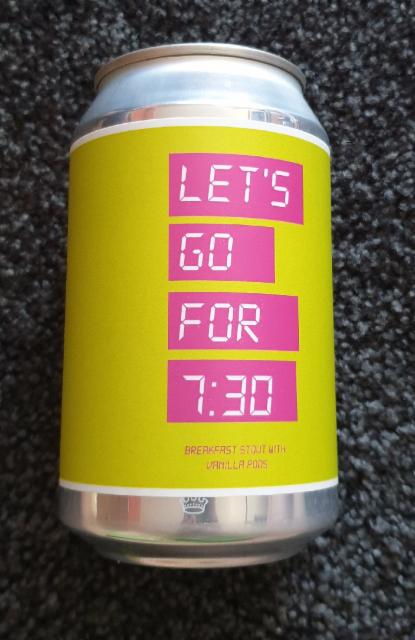 LET'S
GO
FOR
7:30
BREAKFAST STOUT WITH
VANILLA PODS